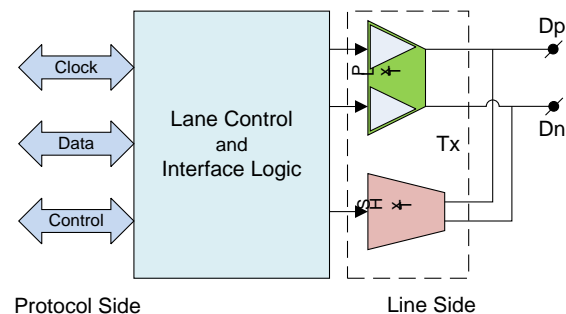 Dp
Clock
Dn
Lane Control
and
Interface Logic
Data
Tx
Control
Protocol Side
Line Side